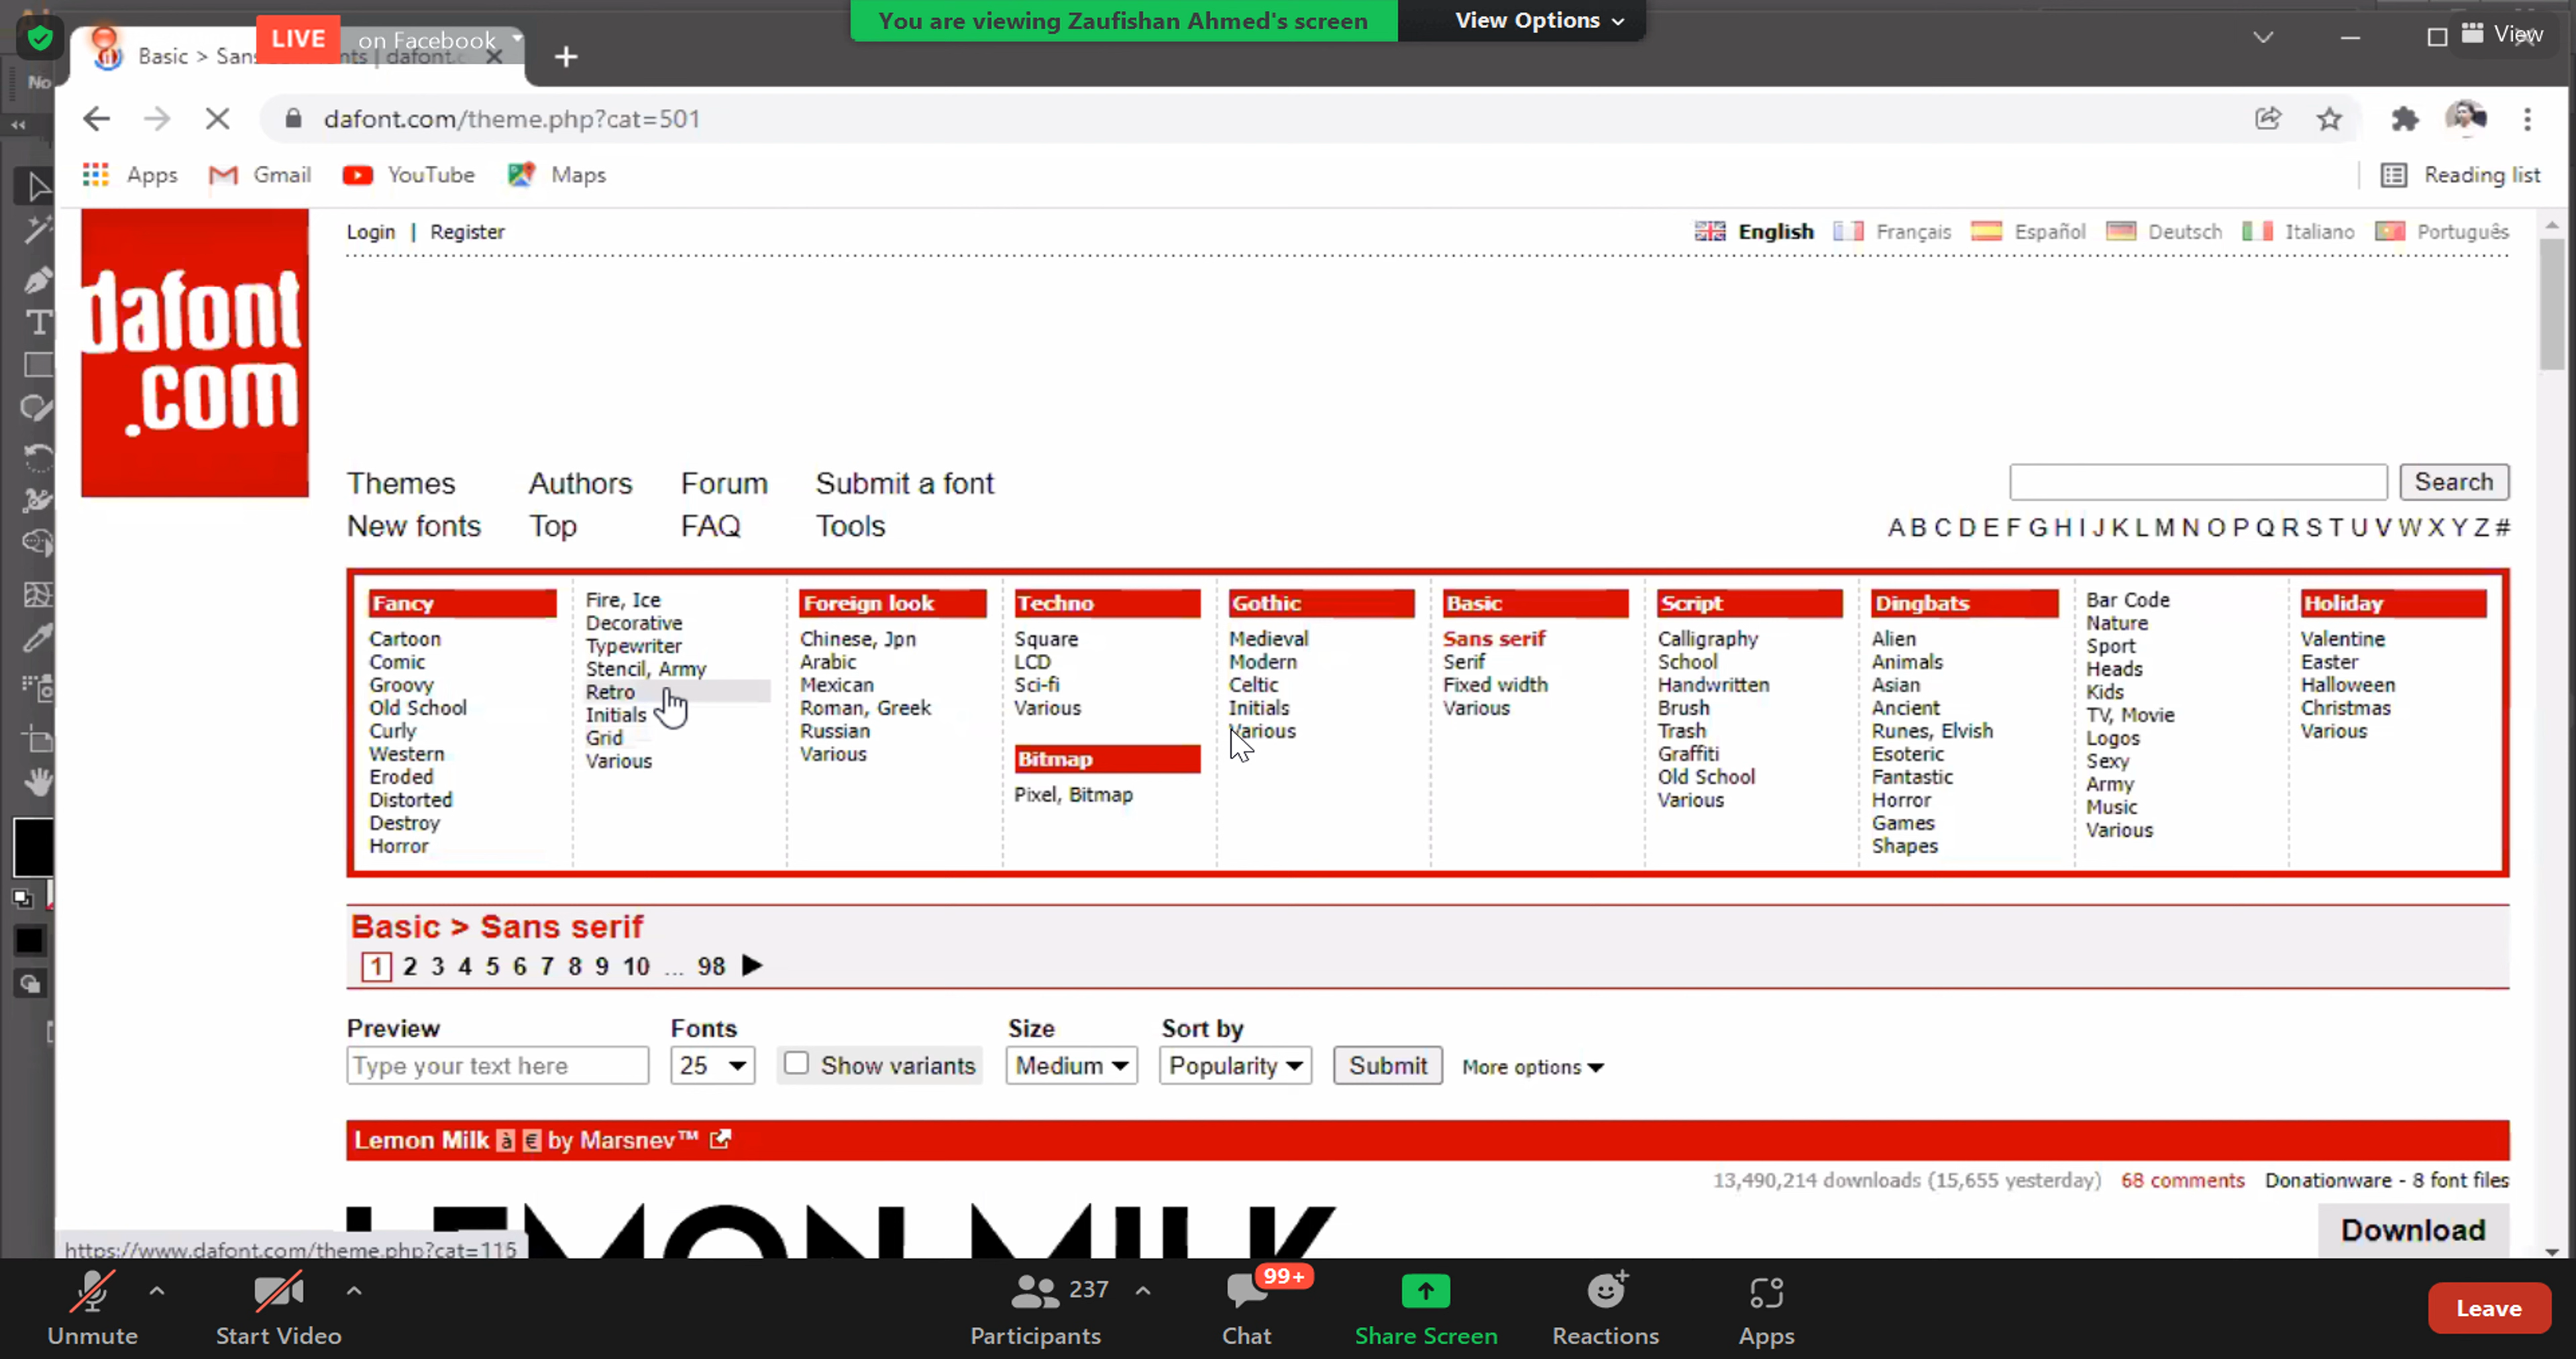 You are viewing Zaufishan Ahmed's screen View Options
LIVE on Facebook
View
Basic > Sans
No
dafont.com/theme.php?cat=501
Apps Gmail YouTube Maps Reading list
dafont
.com
Login | Register
English Français Español Deutsch Italiano Português
Themes Authors Forum Submit a font
Search
New fonts Top FAQ Tools
A B C D E F G H I J K L M N O P Q R S T U V W X Y Z #
Fancy
Cartoon
Comic
Groovy
Old School
Curly
Western
Eroded
Distorted
Destroy
Horror
Fire, Ice
Decorative
Typewriter
Stencil, Army
Retro
Initials
Grid
Various
Foreign look
Chinese, Jpn
Arabic
Mexican
Roman, Greek
Russian
Various
Techno
Square
LCD
Sci-fi
Various
Bitmap
Pixel, Bitmap
Gothic
Medieval
Modern
Celtic
Initials
Various
Basic
Sans serif
Serif
Fixed width
Various
Script
Calligraphy
School
Handwritten
Brush
Trash
Graffiti
Old School
Various
Dingbats
Alien
Animals
Asian
Ancient
Runes, Elvish
Esoteric
Fantastic
Horror
Games
Shapes
Bar Code
Nature
Sport
Heads
Kids
TV, Movie
Logos
Sexy
Army
Music
Various
Holiday
Valentine
Easter
Halloween
Christmas
Various
Basic > Sans serif
1 2 3 4 5 6 7 8 9 10 ... 98
Preview Fonts Size Sort by
Type your text here 25 Show variants Medium Popularity Submit More options
Lemon Milk à € by Marsnev™
13,490,214 downloads (15,655 yesterday) 68 comments Donationware - 8 font files
LEMON MILK
Download
https://www.dafont.com/theme.php?cat=115
237 99+
Unmute Start Video Participants Chat Share Screen Reactions Apps Leave